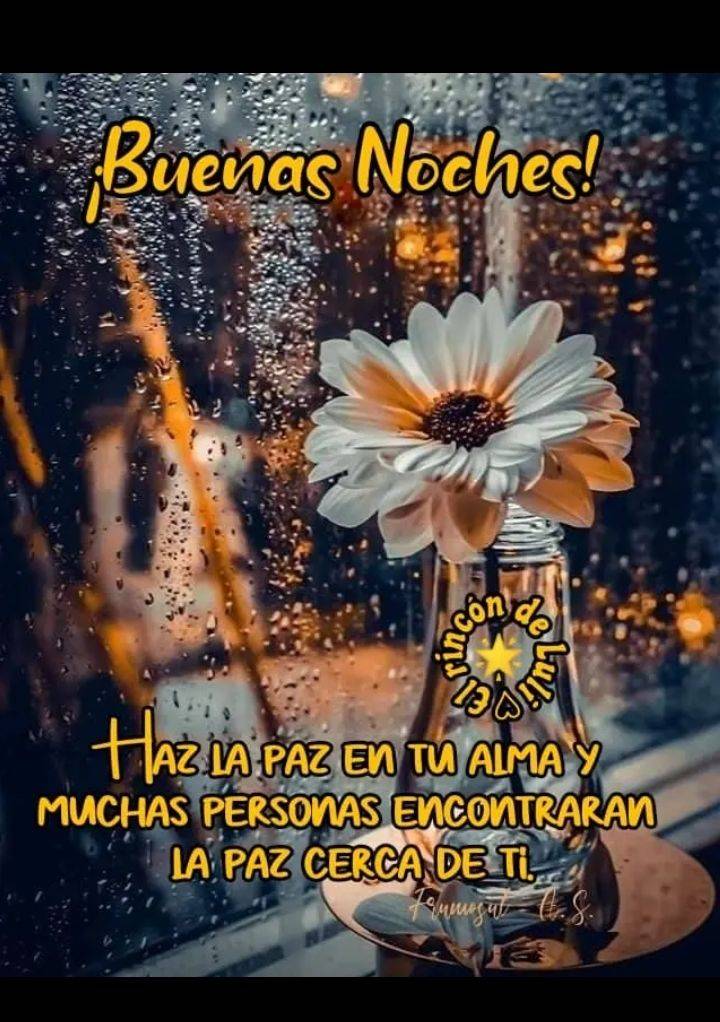 ¡Buenas Noches!
El rincón de Luli
Haz la paz en tu alma y
muchas personas encontraran
la paz cerca de ti.
Frumosul - A. S.